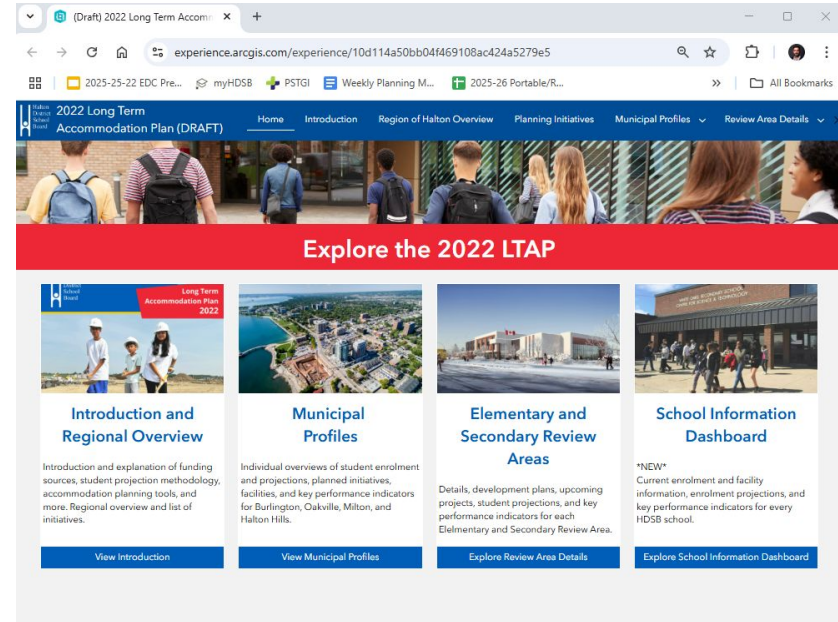 (Draft) 2022 Long Term Accomm
experience.arcgis.com/experience/10d114a50bb04f469108ac424a5279e5
2025-25-22 EDC Pre... myHDSB PSTGI Weekly Planning M... 2025-26 Portable/R... » All Bookmarks
Halton
District
School
Board
2022 Long Term
Accommodation Plan (DRAFT)
Home Introduction Region of Halton Overview Planning Initiatives Municipal Profiles Review Area Details
Explore the 2022 LTAP
District
School
Board
Long Term
Accommodation Plan
2022
Introduction and
Regional Overview
Introduction and explanation of funding
sources, student projection methodology,
accommodation planning tools, and
more. Regional overview and list of
initiatives.
View Introduction
Municipal
Profiles
Individual overviews of student enrolment
and projections, planned initiatives,
facilities, and key performance indicators
for Burlington, Oakville, Milton, and
Halton Hills.
View Municipal Profiles
Elementary and
Secondary Review
Areas
Details, development plans, upcoming
projects, student projections, and key
performance indicators for each
Elelmentary and Secondary Review Area.
Explore Review Area Details
School Information
Dashboard
*NEW*
Current enrolment and facility
information, enrolment projections, and
key performance indicators for every
HDSB school.
Explore School Information Dashboard